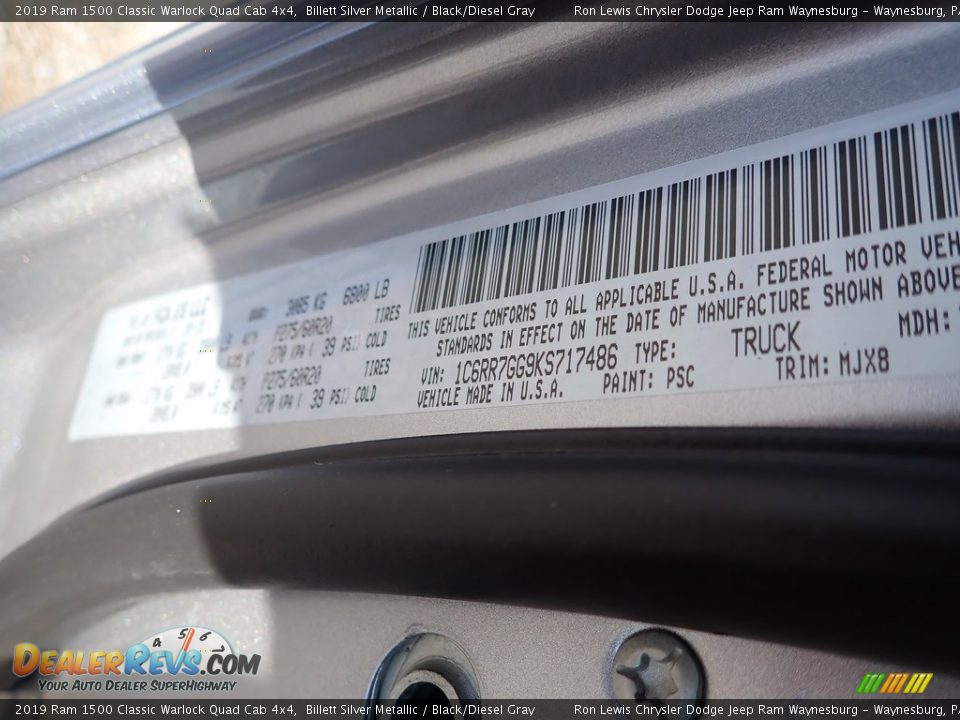 2019 Ram 1500 Classic Warlock Quad Cab 4x4, Billett Silver Metallic / Black/Diesel Gray Ron Lewis Chrysler Dodge Jeep Ram Waynesburg - Waynesburg, PA
3085 KG 6800 LB
P275/60R20 TIRES
270 KPA ( 39 PSI) COLD
P275/60R20 TIRES
270 KPA ( 39 PSI) COLD
THIS VEHICLE CONFORMS TO ALL APPLICABLE U.S.A. FEDERAL MOTOR VEH
STANDARDS IN EFFECT ON THE DATE OF MANUFACTURE SHOWN ABOVE
VIN: 1C6RR7GG9KS717486 TYPE: TRUCK MDH:
VEHICLE MADE IN U.S.A. PAINT: PSC TRIM: MJX8
4 5 6
DEALERREVS.COM
YOUR AUTO DEALER SUPERHIGHWAY
2019 Ram 1500 Classic Warlock Quad Cab 4x4, Billett Silver Metallic / Black/Diesel Gray Ron Lewis Chrysler Dodge Jeep Ram Waynesburg - Waynesburg, PA